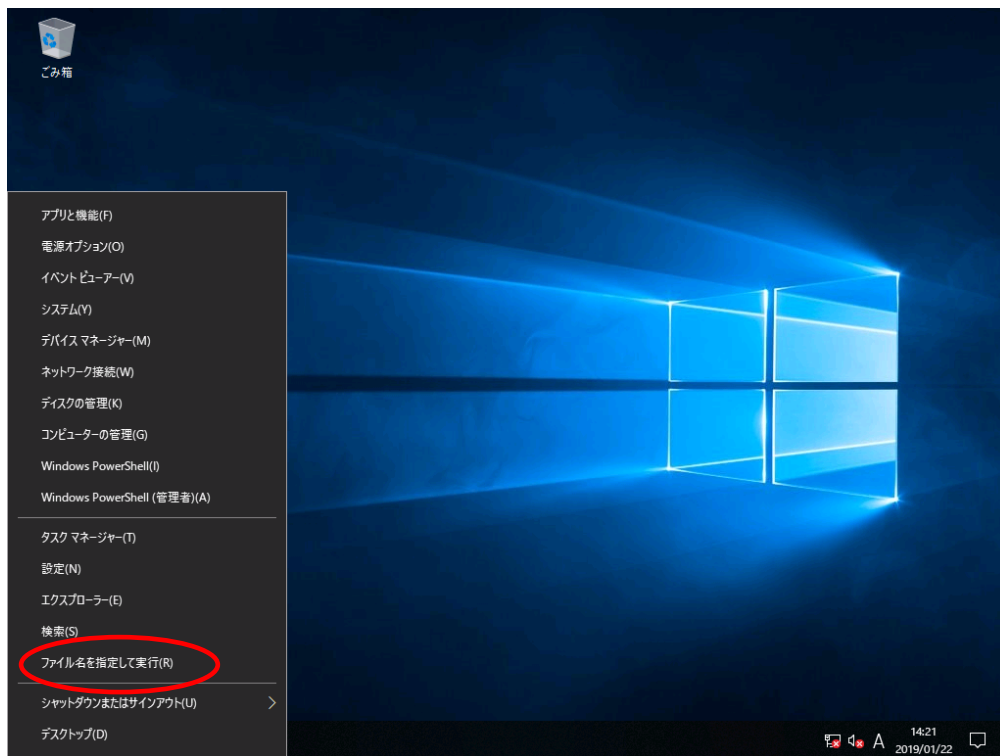 ごみ箱
アプリと機能(F)
電源オプション(O)
イベント ビューアー(V)
システム(Y)
デバイス マネージャー(M)
ネットワーク接続(W)
ディスクの管理(K)
コンピューターの管理(G)
Windows PowerShell(I)
Windows PowerShell (管理者)(A)
タスク マネージャー(T)
設定(N)
エクスプローラー(E)
検索(S)
ファイル名を指定して実行(R)
シャットダウンまたはサインアウト(U)
デスクトップ(D)
A
14:21
2019/01/22